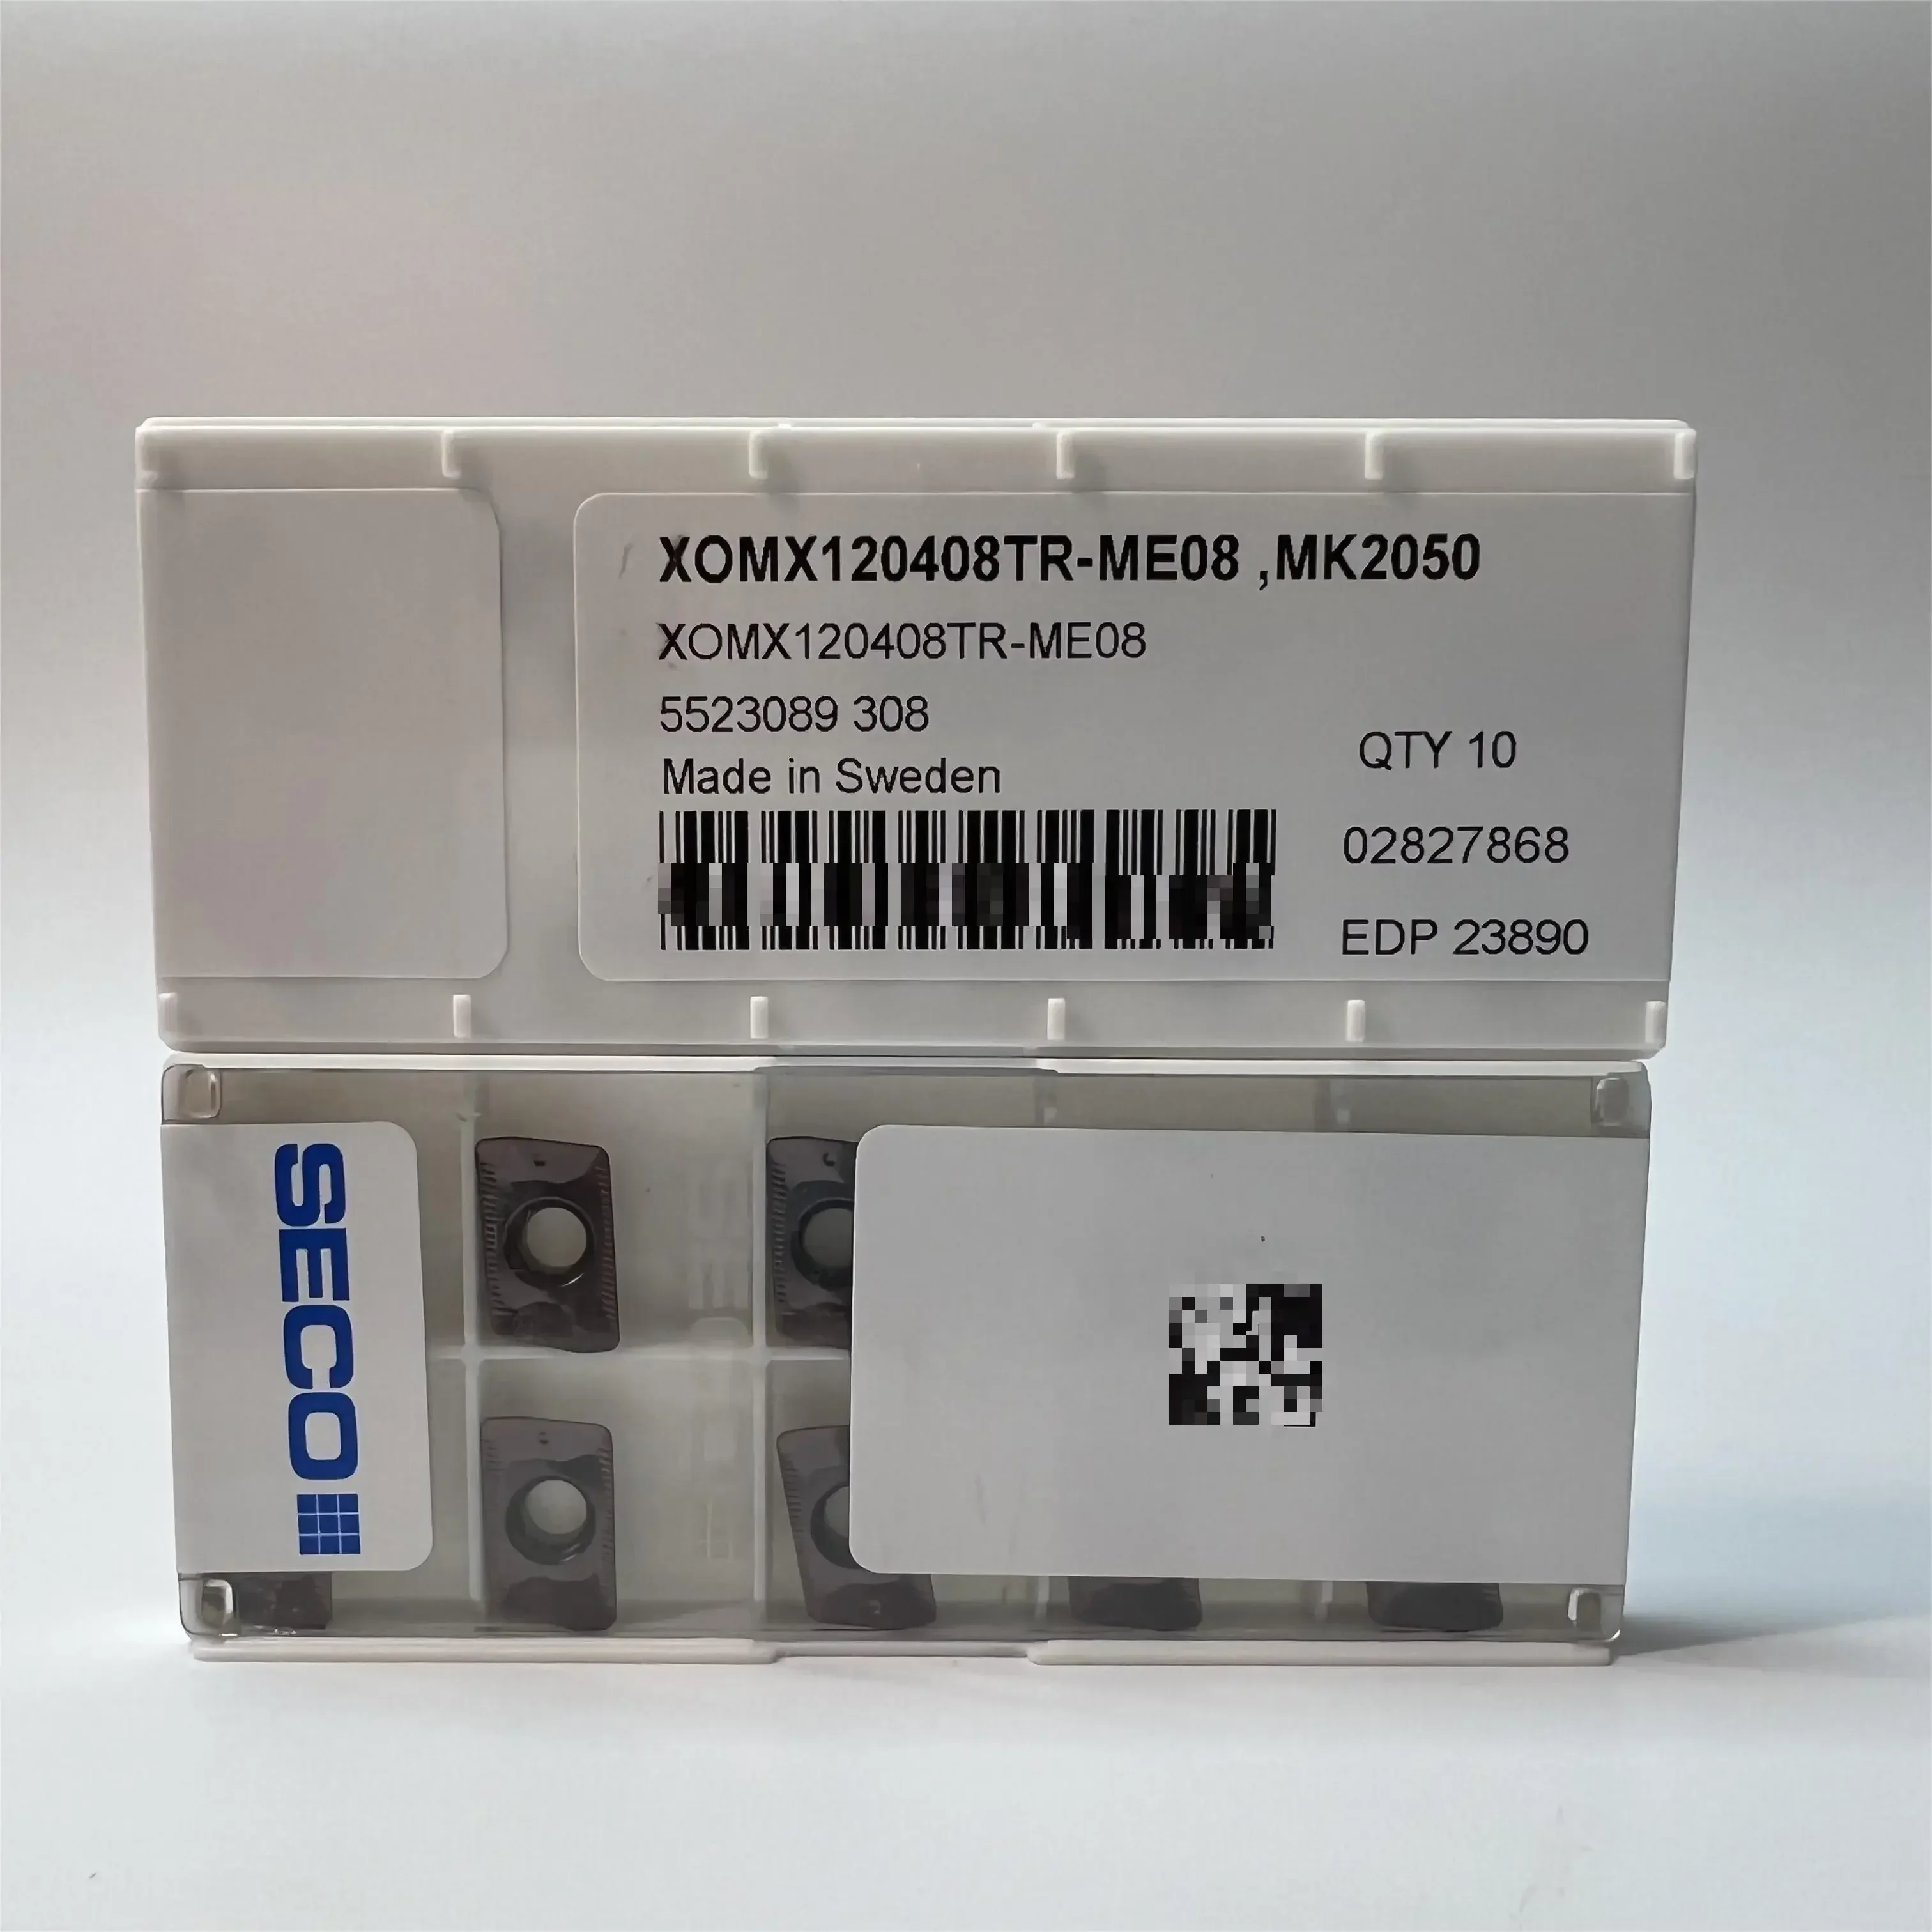 XOMX120408TR-ME08 ,MK2050
XOMX120408TR-ME08
5523089 308
Made in Sweden
QTY 10
02827868
EDP 23890
SECO